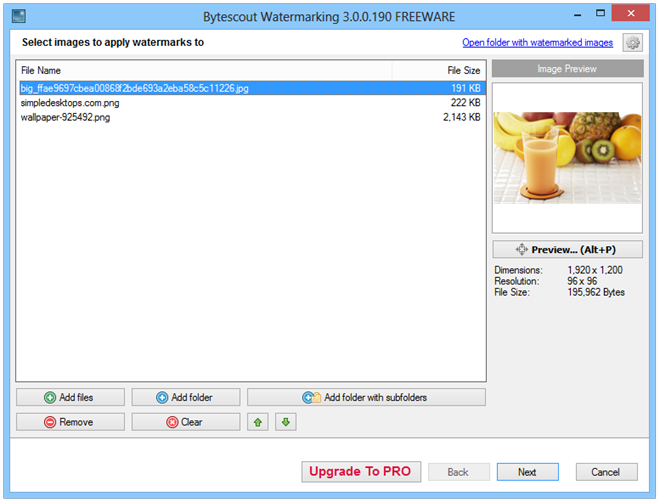 Bytescout Watermarking 3.0.0.190 FREEWARE
Select images to apply watermarks to
Open folder with watermarked images
File Name File Size
big_ffae9697cbea00868f2bde693a2eba58c5c11226.jpg 191 KB
simpledesktops.com.png 222 KB
wallpaper-925492.png 2,143 KB
Image Preview
Preview... (Alt+P)
Dimensions: 1,920 x 1,200
Resolution: 96 x 96
File Size: 195,962 Bytes
Add files Add folder Add folder with subfolders
Remove Clear
Upgrade To PRO Back Next Cancel